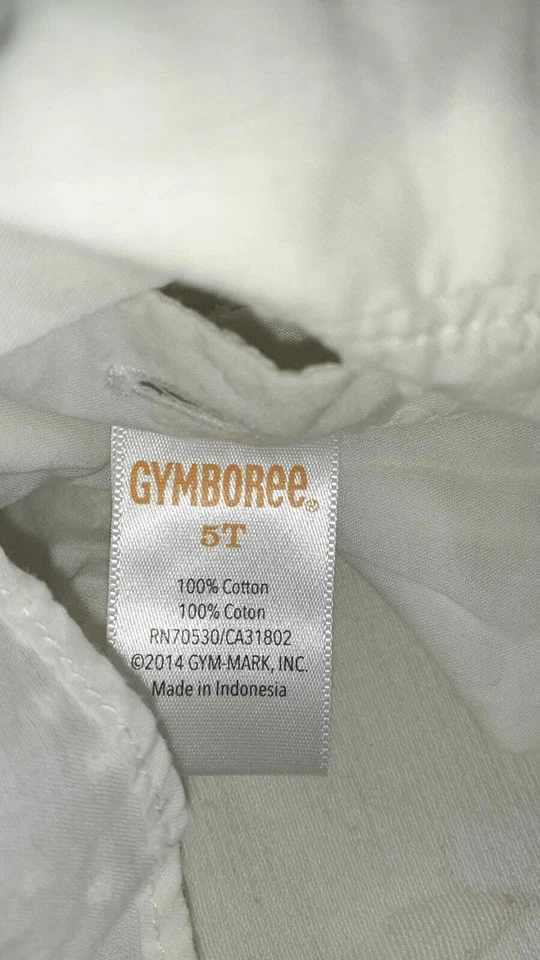 GYMBOREE®
5T
100% Cotton
100% Coton
RN70530/CA31802
©2014 GYM-MARK, INC.
Made in Indonesia